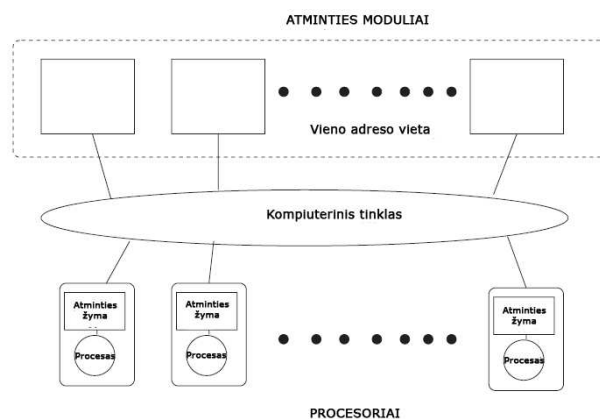 ATMINTIES MODULIAI
Vieno adreso vieta
Kompiuterinis tinklas
Atminties
žyma
Procesas
Atminties
žyma
Procesas
Atminties
žyma
Procesas
PROCESORIAI